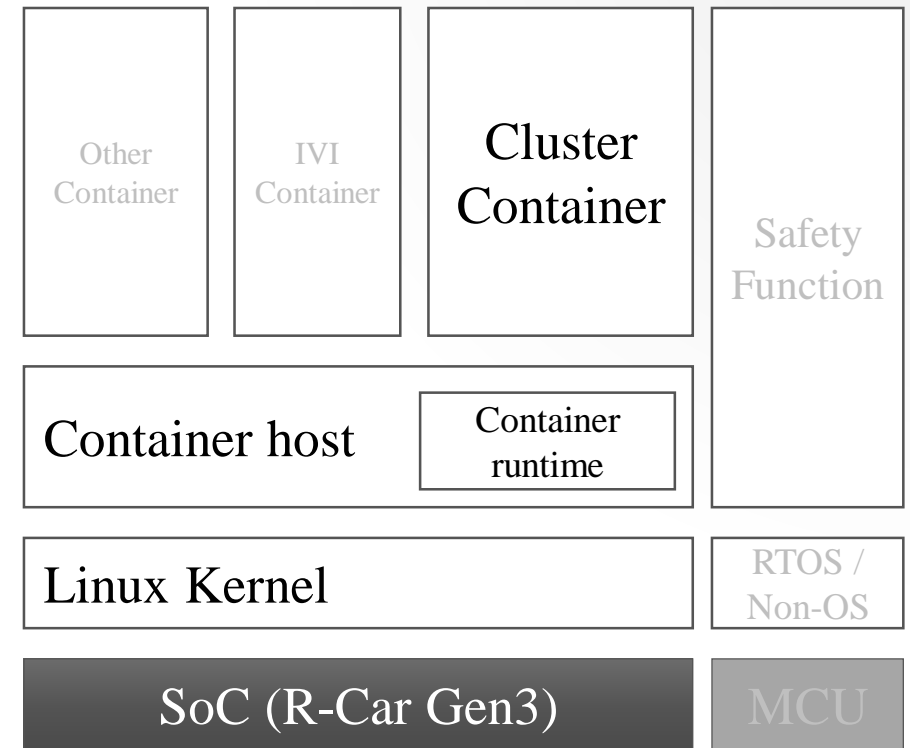 Other
Container
IVI
Container
Cluster
Container
Safety
Function
Container host
Container
runtime
Linux Kernel
RTOS /
Non-OS
SoC (R-Car Gen3)
MCU